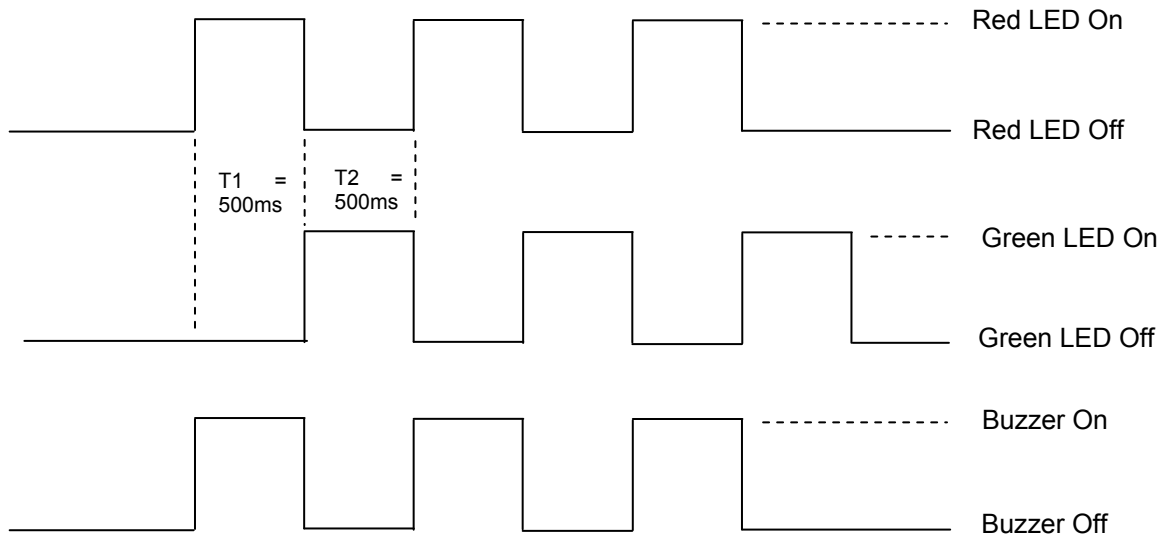 Red LED On
Red LED Off
T1 =
500ms
T2 =
500ms
Green LED On
Green LED Off
Buzzer On
Buzzer Off